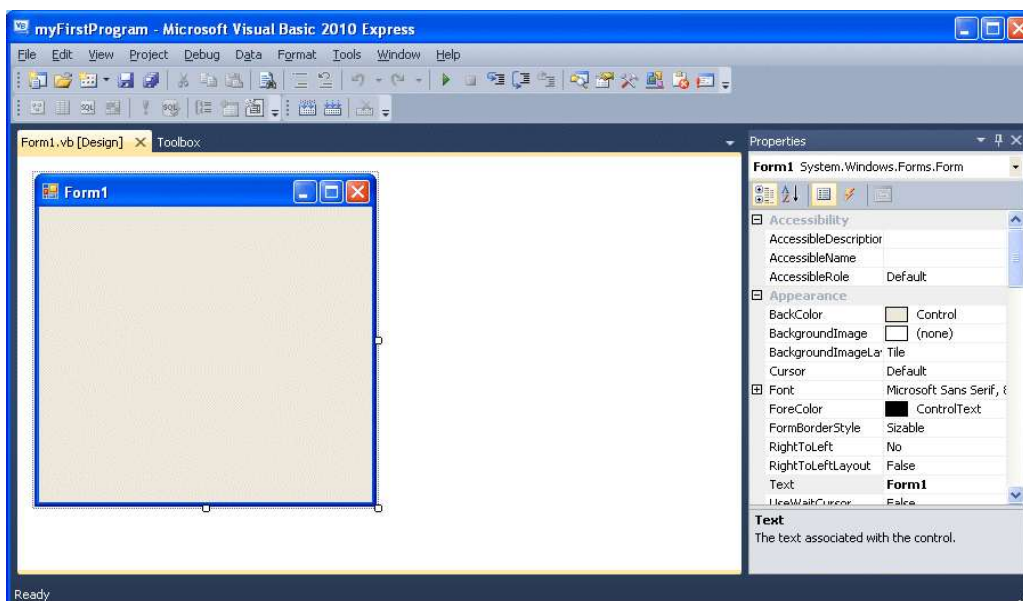 myFirstProgram - Microsoft Visual Basic 2010 Express
File Edit View Project Debug Data Format Tools Window Help
Form1.vb [Design] Toolbox
Form1
Properties
Form1 System.Windows.Forms.Form
Accessibility
AccessibleDescription
AccessibleName
AccessibleRole Default
Appearance
BackColor Control
BackgroundImage (none)
BackgroundImageLa Tile
Cursor Default
Font Microsoft Sans Serif, 8
ForeColor ControlText
FormBorderStyle Sizable
RightToLeft No
RightToLeftLayout False
Text Form1
UseWaitCursor False
Text
The text associated with the control.
Ready